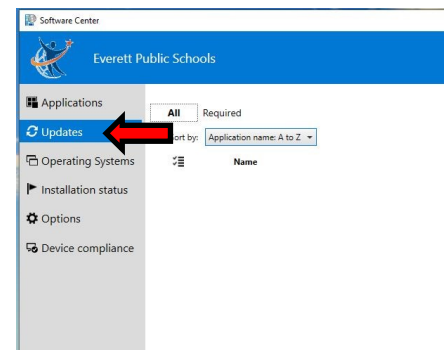 Software Center
Everett Public Schools
Applications
Updates
Operating Systems
Installation status
Options
Device compliance
All Required
ort by: Application name: A to Z
Name